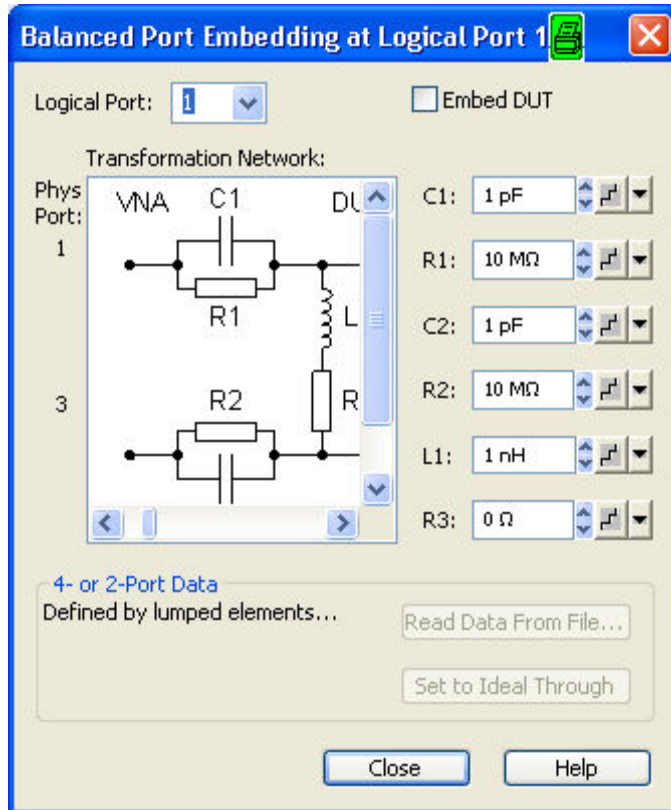 Balanced Port Embedding at Logical Port 1
Logical Port: 1
Embed DUT
Transformation Network:
Phys Port:
1
3
VNA
C1
R1
L
R2
R
C1: 1 pF
R1: 10 MΩ
C2: 1 pF
R2: 10 MΩ
L1: 1 nH
R3: 0 Ω
4- or 2-Port Data
Defined by lumped elements...
Read Data From File...
Set to Ideal Through
Close
Help